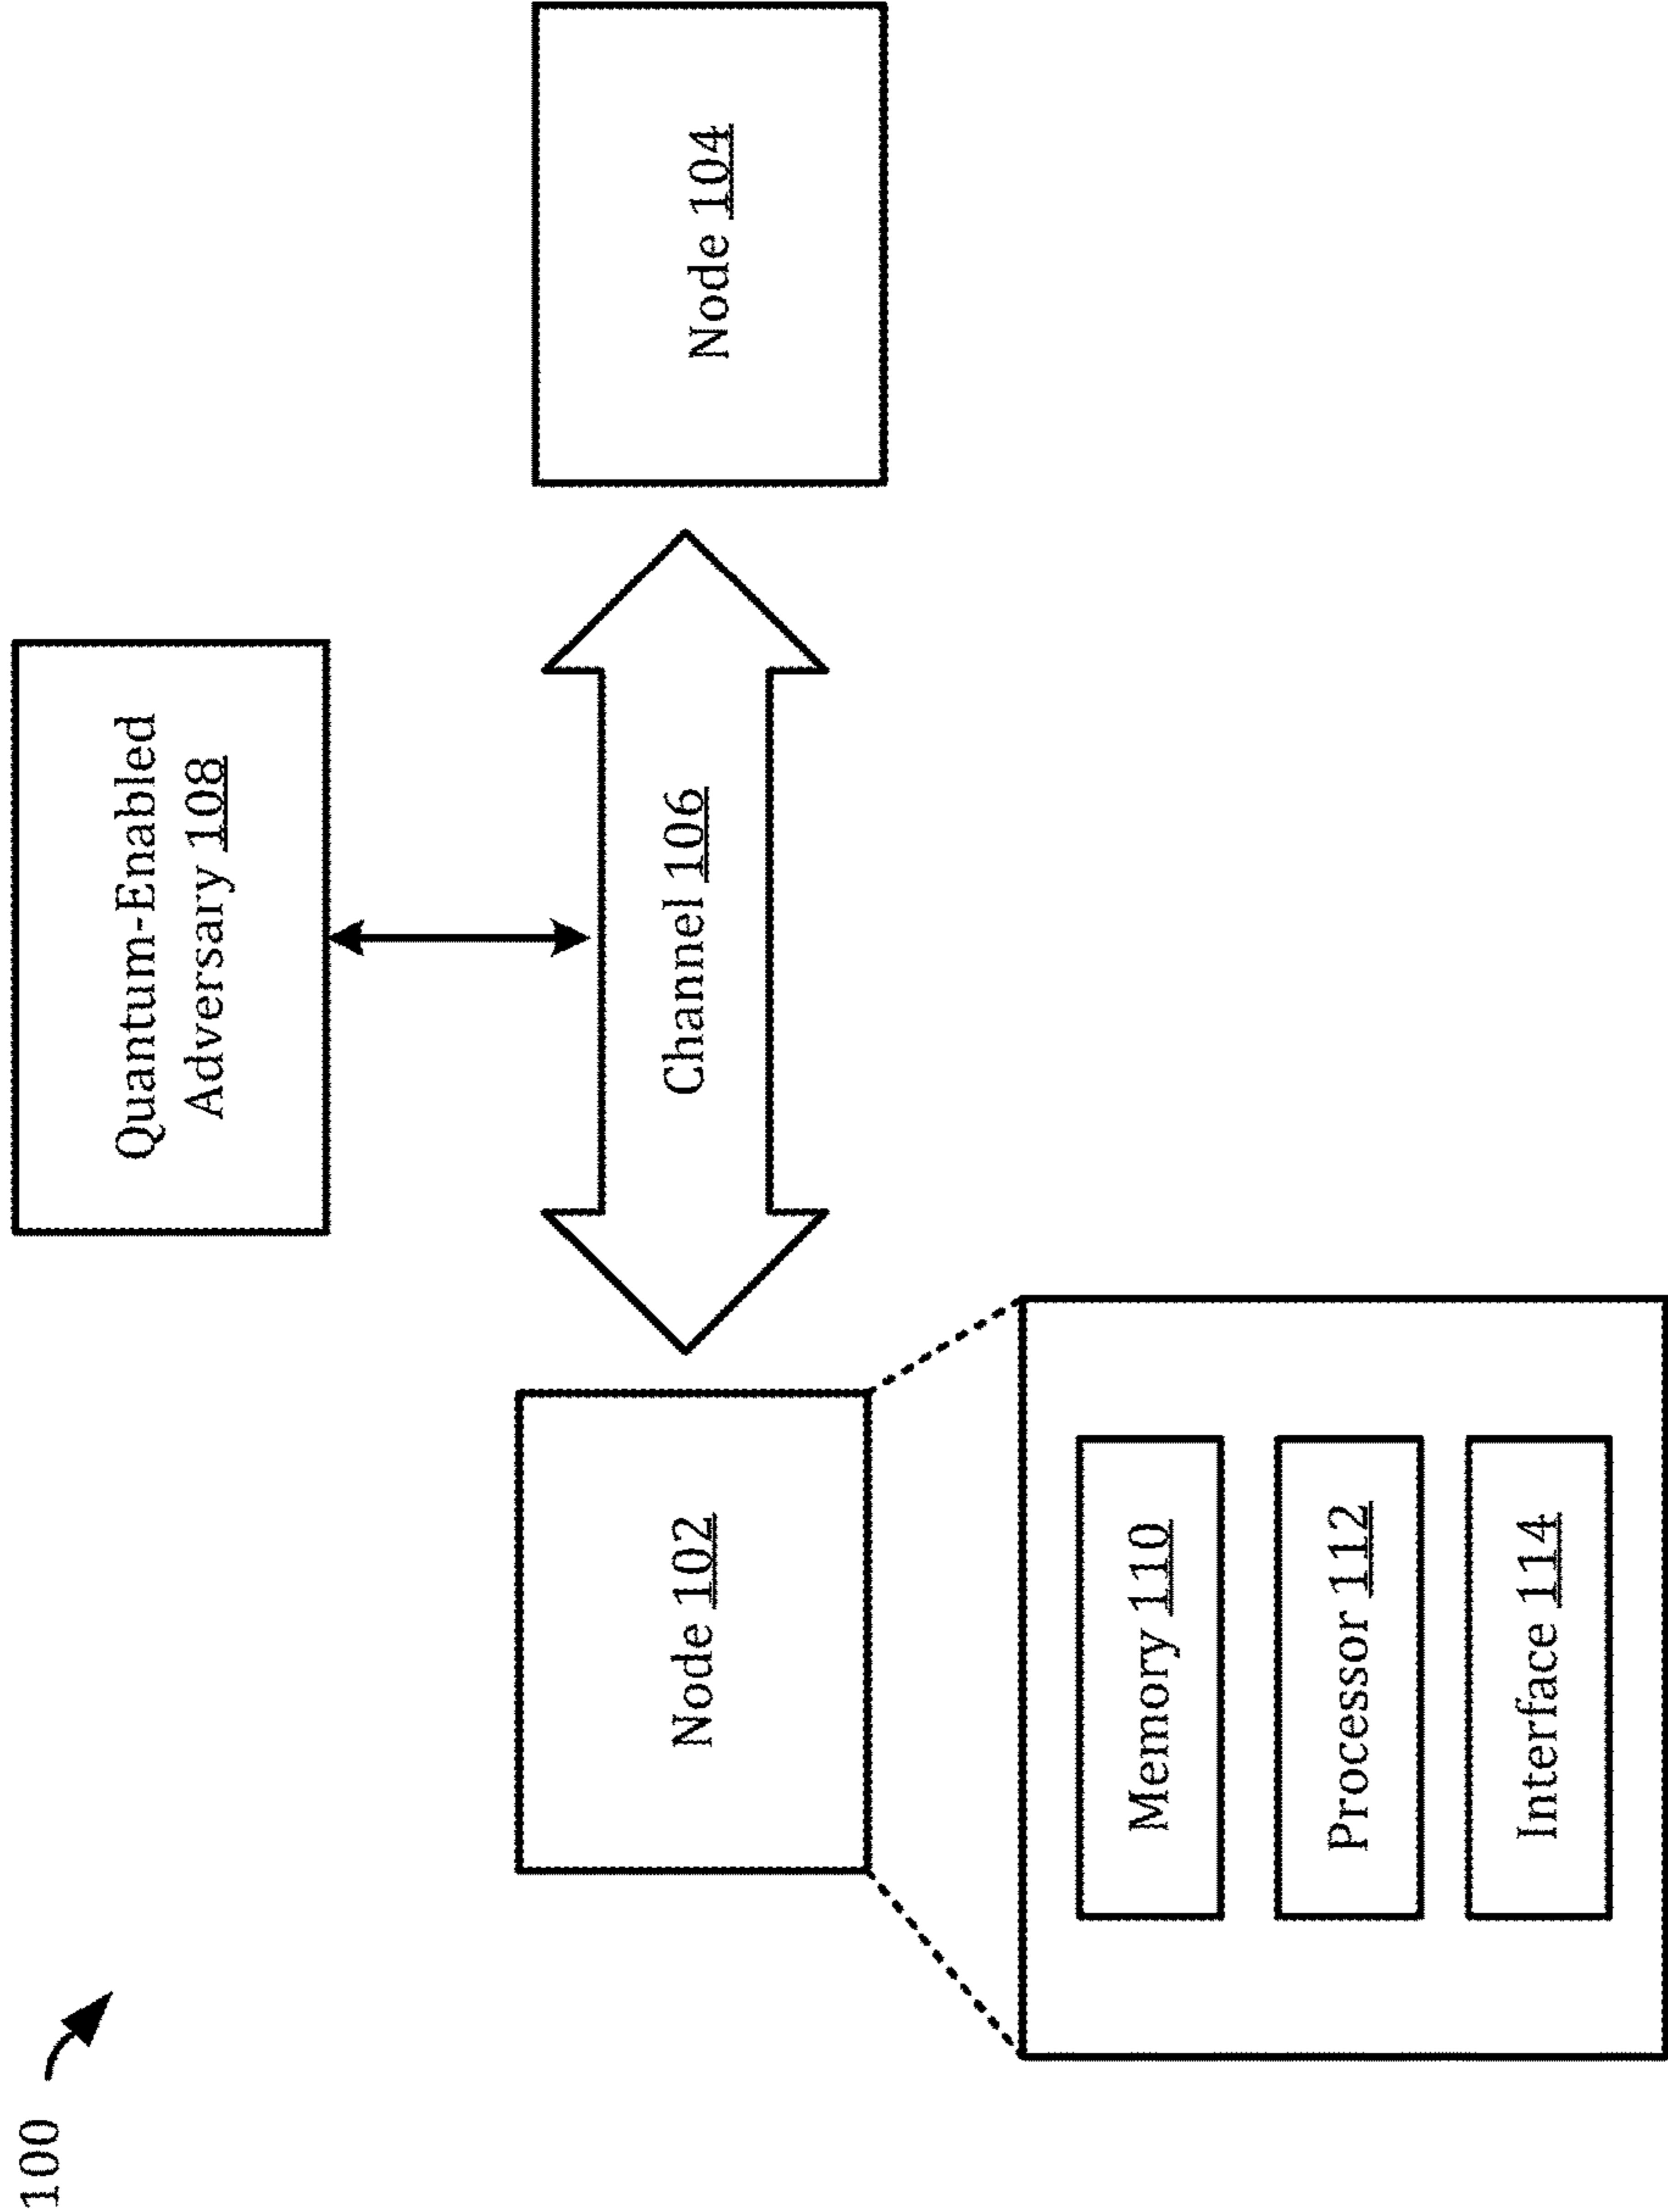 100
Quantum-Enabled
Adversary 108
Node 102
Channel 106
Node 104
Memory 110
Processor 112
Interface 114